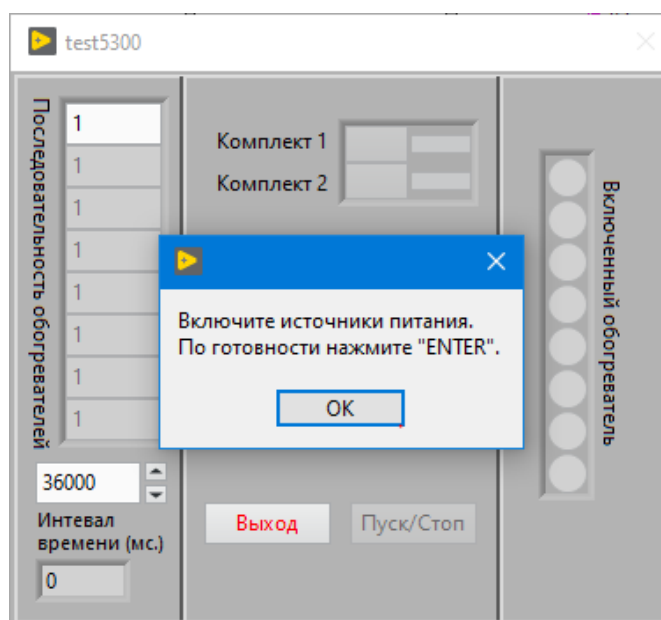 test5300
Последовательность обогревателей
1
1
1
1
1
1
1
1
36000
Интевал
времени (мс.)
0
Комплект 1
Комплект 2
Включите источники питания.
По готовности нажмите "ENTER".
OK
Выход
Пуск/Стоп
Включенный обогреватель